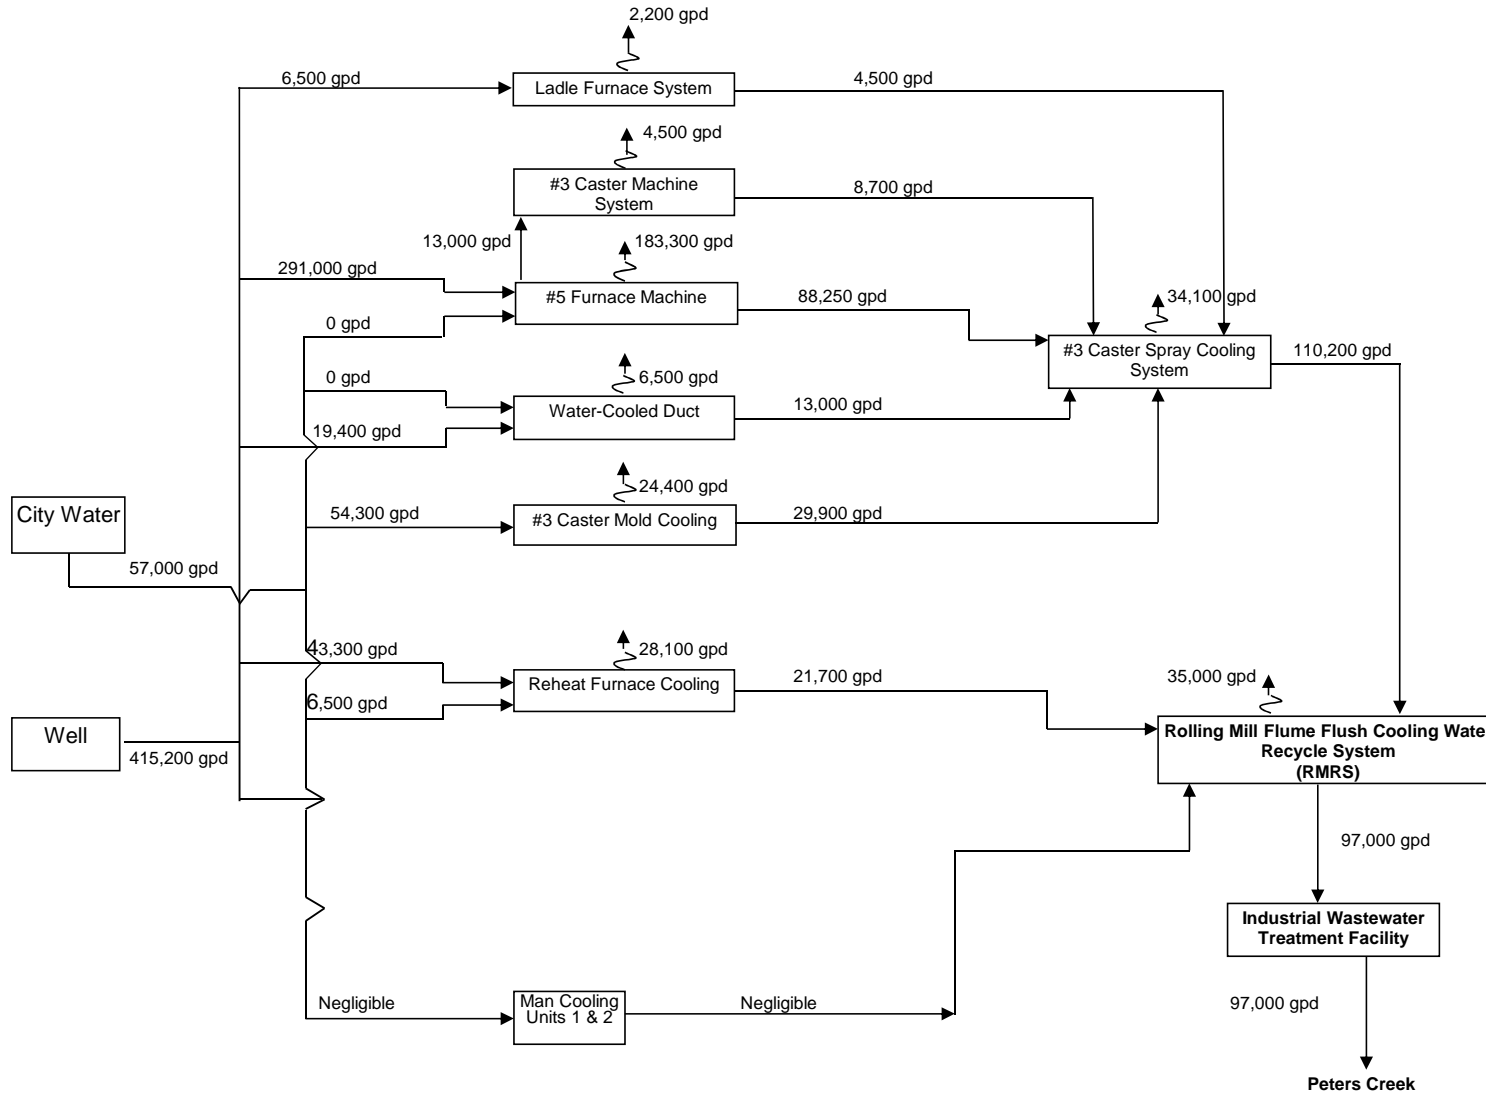 2,200 gpd
6,500 gpd
Ladle Furnace System
4,500 gpd
4,500 gpd
#3 Caster Machine
System
8,700 gpd
13,000 gpd
183,300 gpd
291,000 gpd
#5 Furnace Machine
88,250 gpd
34,100 gpd
0 gpd
#3 Caster Spray Cooling
System
110,200 gpd
0 gpd
6,500 gpd
Water-Cooled Duct
13,000 gpd
19,400 gpd
24,400 gpd
City Water
54,300 gpd
#3 Caster Mold Cooling
29,900 gpd
57,000 gpd
43,300 gpd
28,100 gpd
Reheat Furnace Cooling
21,700 gpd
35,000 gpd
6,500 gpd
Well
415,200 gpd
Rolling Mill Flume Flush Cooling Wate
Recycle System
(RMRS)
97,000 gpd
Industrial Wastewater
Treatment Facility
Negligible
Man Cooling
Units 1 & 2
Negligible
97,000 gpd
Peters Creek